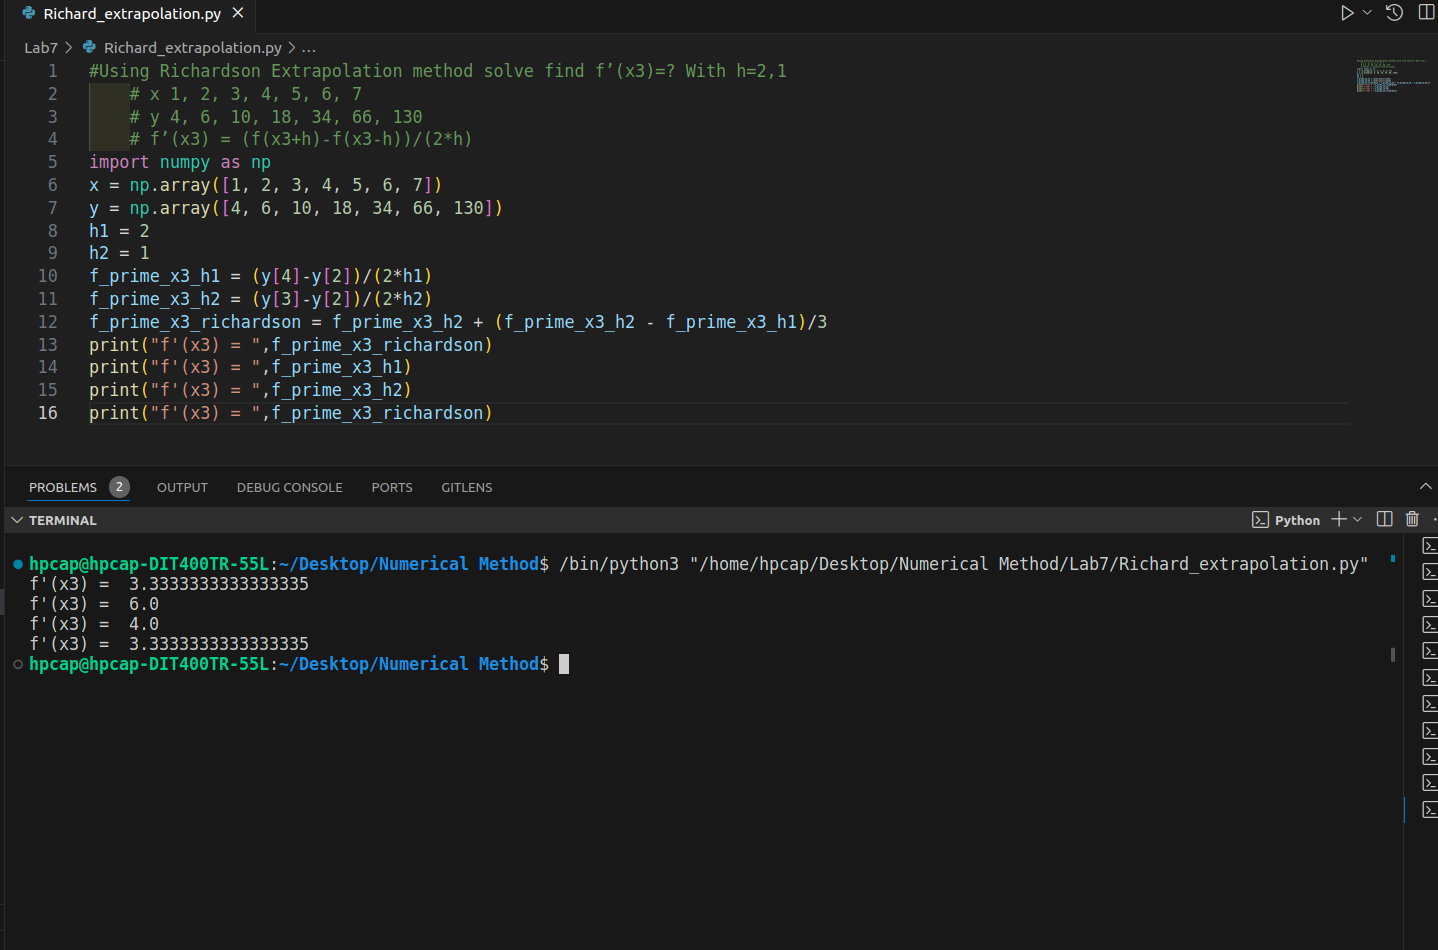 Richard_extrapolation.py
Lab7 > Richard_extrapolation.py > ...
1 #Using Richardson Extrapolation method solve find f’(x3)=? With h=2,1
2 # x 1, 2, 3, 4, 5, 6, 7
3 # y 4, 6, 10, 18, 34, 66, 130
4 # f’(x3) = (f(x3+h)-f(x3-h))/(2*h)
5 import numpy as np
6 x = np.array([1, 2, 3, 4, 5, 6, 7])
7 y = np.array([4, 6, 10, 18, 34, 66, 130])
8 h1 = 2
9 h2 = 1
10 f_prime_x3_h1 = (y[4]-y[2])/(2*h1)
11 f_prime_x3_h2 = (y[3]-y[2])/(2*h2)
12 f_prime_x3_richardson = f_prime_x3_h2 + (f_prime_x3_h2 - f_prime_x3_h1)/3
13 print("f'(x3) = ",f_prime_x3_richardson)
14 print("f'(x3) = ",f_prime_x3_h1)
15 print("f'(x3) = ",f_prime_x3_h2)
16 print("f'(x3) = ",f_prime_x3_richardson)
PROBLEMS 2 OUTPUT DEBUG CONSOLE PORTS GITLENS
TERMINAL Python
hpcap@hpcap-DIT400TR-55L:~/Desktop/Numerical Method$ /bin/python3 "/home/hpcap/Desktop/Numerical Method/Lab7/Richard_extrapolation.py"
f'(x3) =  3.3333333333333335
f'(x3) =  6.0
f'(x3) =  4.0
f'(x3) =  3.3333333333333335
hpcap@hpcap-DIT400TR-55L:~/Desktop/Numerical Method$